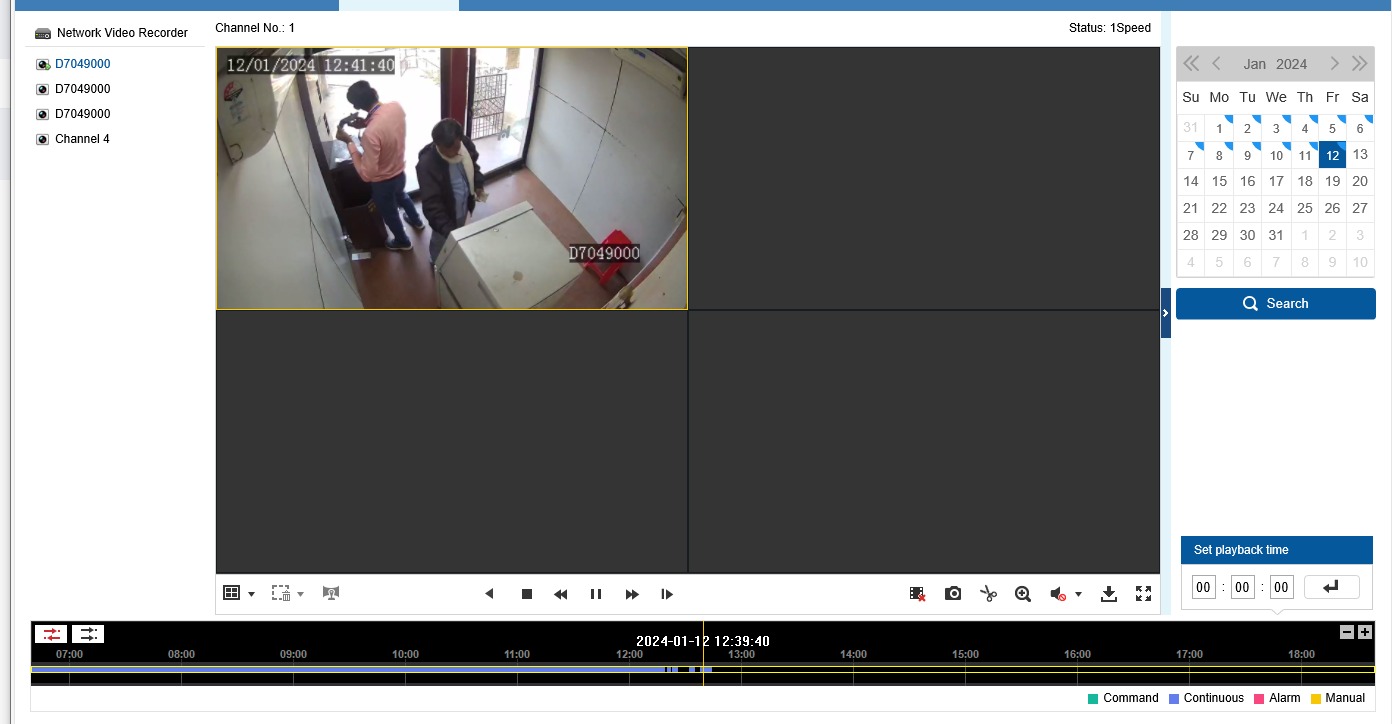 Network Video Recorder
D7049000
D7049000
D7049000
Channel 4
Channel No.: 1
Status: 1Speed
12/01/2024 12:41:40
D7049000
Jan 2024
Su Mo Tu We Th Fr Sa
31 1 2 3 4 5 6
7 8 9 10 11 12 13
14 15 16 17 18 19 20
21 22 23 24 25 26 27
28 29 30 31 1 2 3
4 5 6 7 8 9 10
Search
Set playback time
00 : 00 : 00
2024-01-12 12:39:40
07:00 08:00 09:00 10:00 11:00 12:00 13:00 14:00 15:00 16:00 17:00 18:00
Command Continuous Alarm Manual